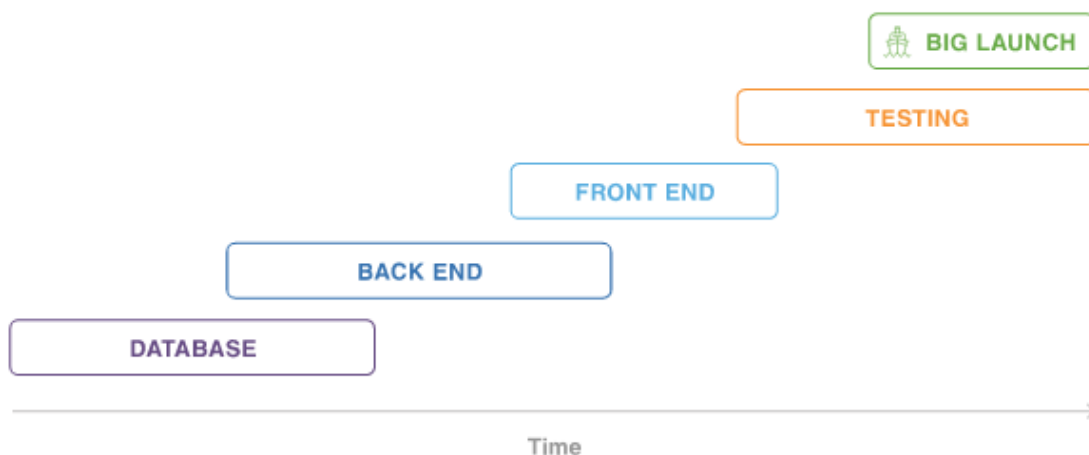 BIG LAUNCH
TESTING
FRONT END
BACK END
DATABASE
Time